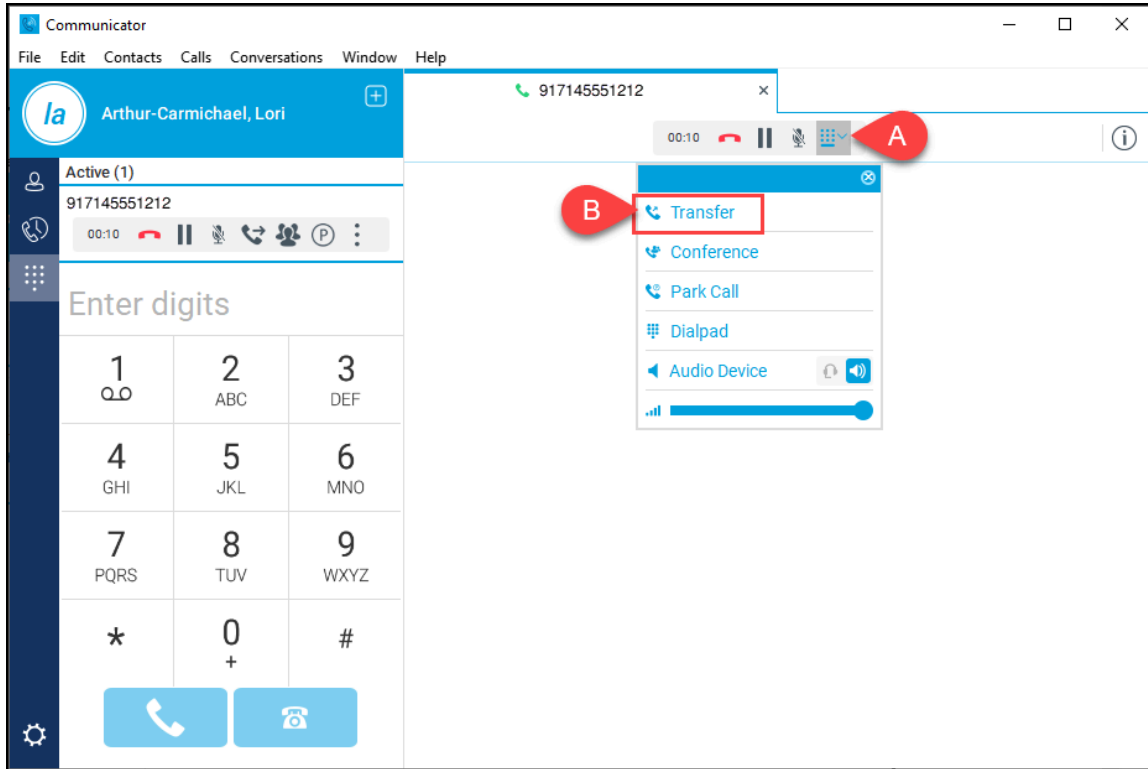 Communicator
File Edit Contacts Calls Conversations Window Help
la
Arthur-Carmichael, Lori
Active (1)
917145551212
00:10
P
Enter digits
1
2
ABC
3
DEF
4
GHI
5
JKL
6
MNO
7
PQRS
8
TUV
9
WXYZ
*
0
+
#
917145551212
00:10
A
B
Transfer
Conference
Park Call
Dialpad
Audio Device